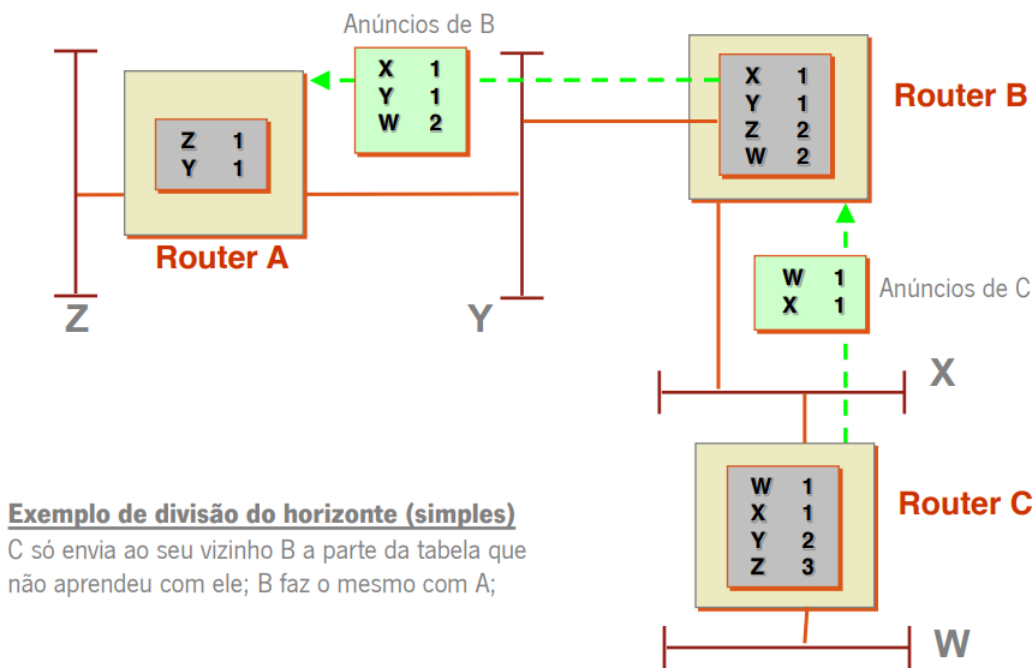 Anúncios de B
X 1
Y 1
W 2
X 1
Y 1
Z 2
W 2
Router B
Z 1
Y 1
Router A
Z
Y
W 1
X 1
Anúncios de C
X
W 1
X 1
Y 2
Z 3
Router C
Exemplo de divisão do horizonte (simples)
C só envia ao seu vizinho B a parte da tabela que
não aprendeu com ele; B faz o mesmo com A;
W